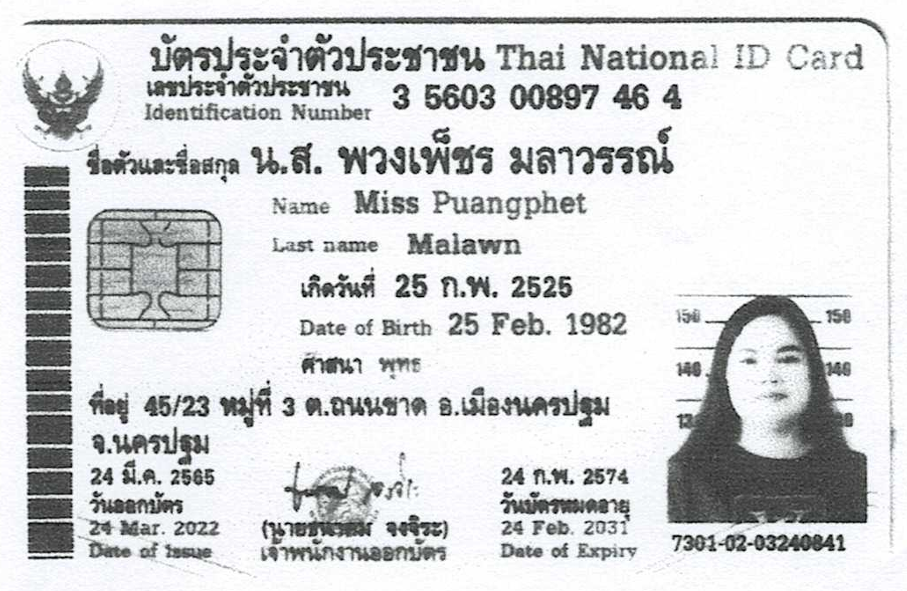 บัตรประจำตัวประชาชน Thai National ID Card
เลขประจำตัวประชาชน
Identification Number 3 5603 00897 46 4
ชื่อตัวและชื่อสกุล น.ส. พวงเพ็ชร มลาวรรณ์
Name Miss Puangphet
Last name Malawn
เกิดวันที่ 25 ก.พ. 2525
Date of Birth 25 Feb. 1982
ศาสนา พุทธ
ที่อยู่ 45/23 หมู่ที่ 3 ต.ถนนขาด อ.เมืองนครปฐม
จ.นครปฐม
24 มี.ค. 2565
วันออกบัตร
24 Mar. 2022
Date of Issue
จงจิระ)
เจ้าพนักงานออกบัตร
24 ก.พ. 2574
วันบัตรหมดอายุ
24 Feb. 2031
Date of Expiry
150 150
140 140
7301-02-03240841